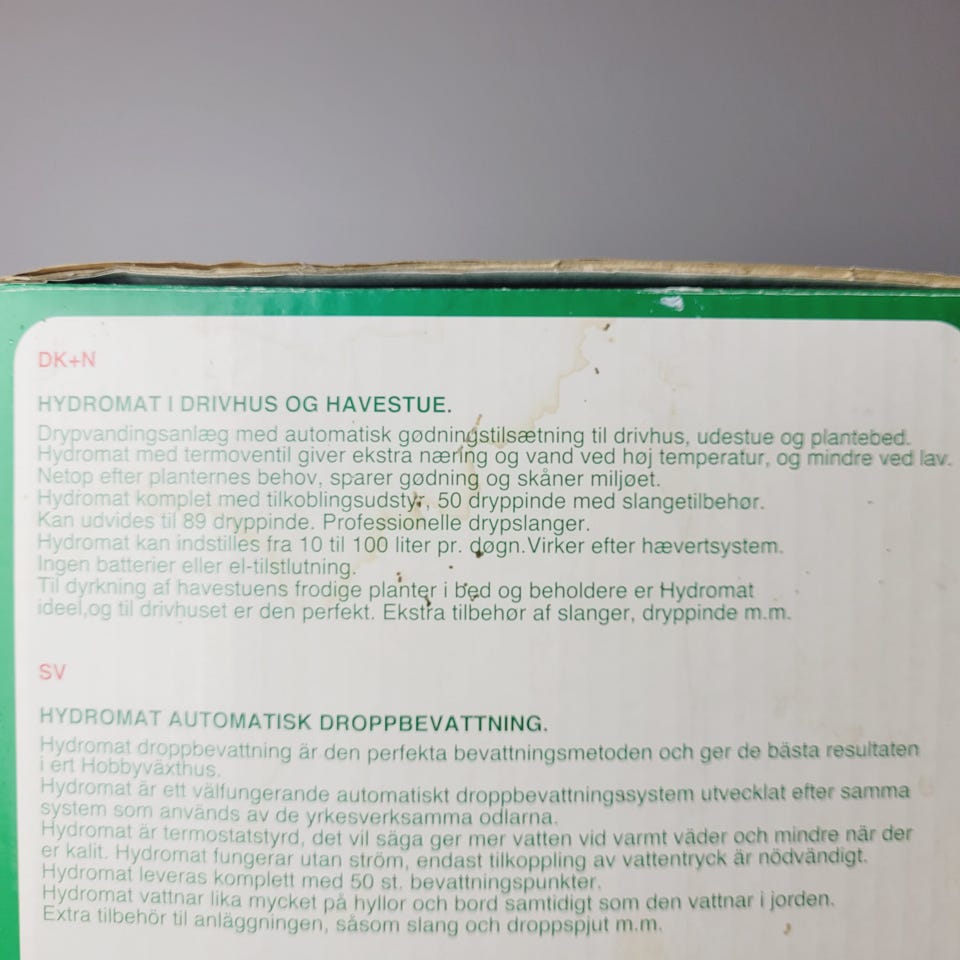 DK+N
HYDROMAT I DRIVHUS OG HAVESTUE.
Drypvandingsanlæg med automatisk gødningstilsætning til drivhus, udestue og plantebed.
Hydromat med termoventil giver ekstra næring og vand ved høj temperatur, og mindre ved lav.
Netop efter planternes behov, sparer gødning og skåner miljøet.
Hydromat komplet med tilkoblingsudstyr, 50 dryppinde med slangetilbehør.
Kan udvides til 89 dryppinde. Professionelle drypslanger.
Hydromat kan indstilles fra 10 til 100 liter pr. døgn.Virker efter hævertsystem.
Ingen batterier eller el-tilstlutning.
Til dyrkning af havestuens frodige planter i bed og beholdere er Hydromat
ideel,og til drivhuset er den perfekt. Ekstra tilbehør af slanger, dryppinde m.m.
SV
HYDROMAT AUTOMATISK DROPPBEVATTNING.
Hydromat droppbevattning är den perfekta bevattningsmetoden och ger de bästa resultaten
i ert Hobbyväxthus.
Hydromat är ett välfungerande automatiskt droppbevattningssystem utvecklat efter samma
system som används av de yrkesverksamma odlarna.
Hydromat är termostatstyrd, det vil säga ger mer vatten vid varmt väder och mindre när der
er kalit. Hydromat fungerar utan ström, endast tilkoppling av vattentryck är nödvändigt.
Hydromat leveras komplett med 50 st. bevattningspunkter.
Hydromat vattnar lika mycket på hyllor och bord samtidigt som den vattnar i jorden.
Extra tilbehör til anläggningen, såsom slang och droppspjut m.m.